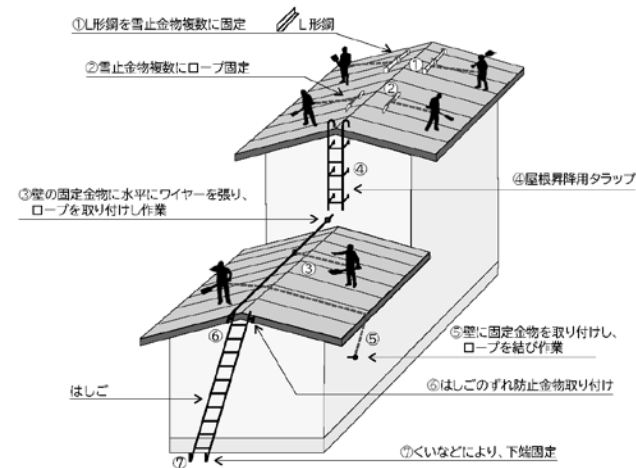 ①L形鋼を雪止金物複数に固定
L形鋼
②雪止金物複数にロープ固定
①
②
④
③壁の固定金物に水平にワイヤーを張り、
ロープを取り付けし作業
④屋根昇降用タラップ
③
⑥
⑤
⑤壁に固定金物を取り付けし、
ロープを結び作業
はしご
⑥はしごのずれ防止金物取り付け
⑦
⑦くいなどにより、下端固定